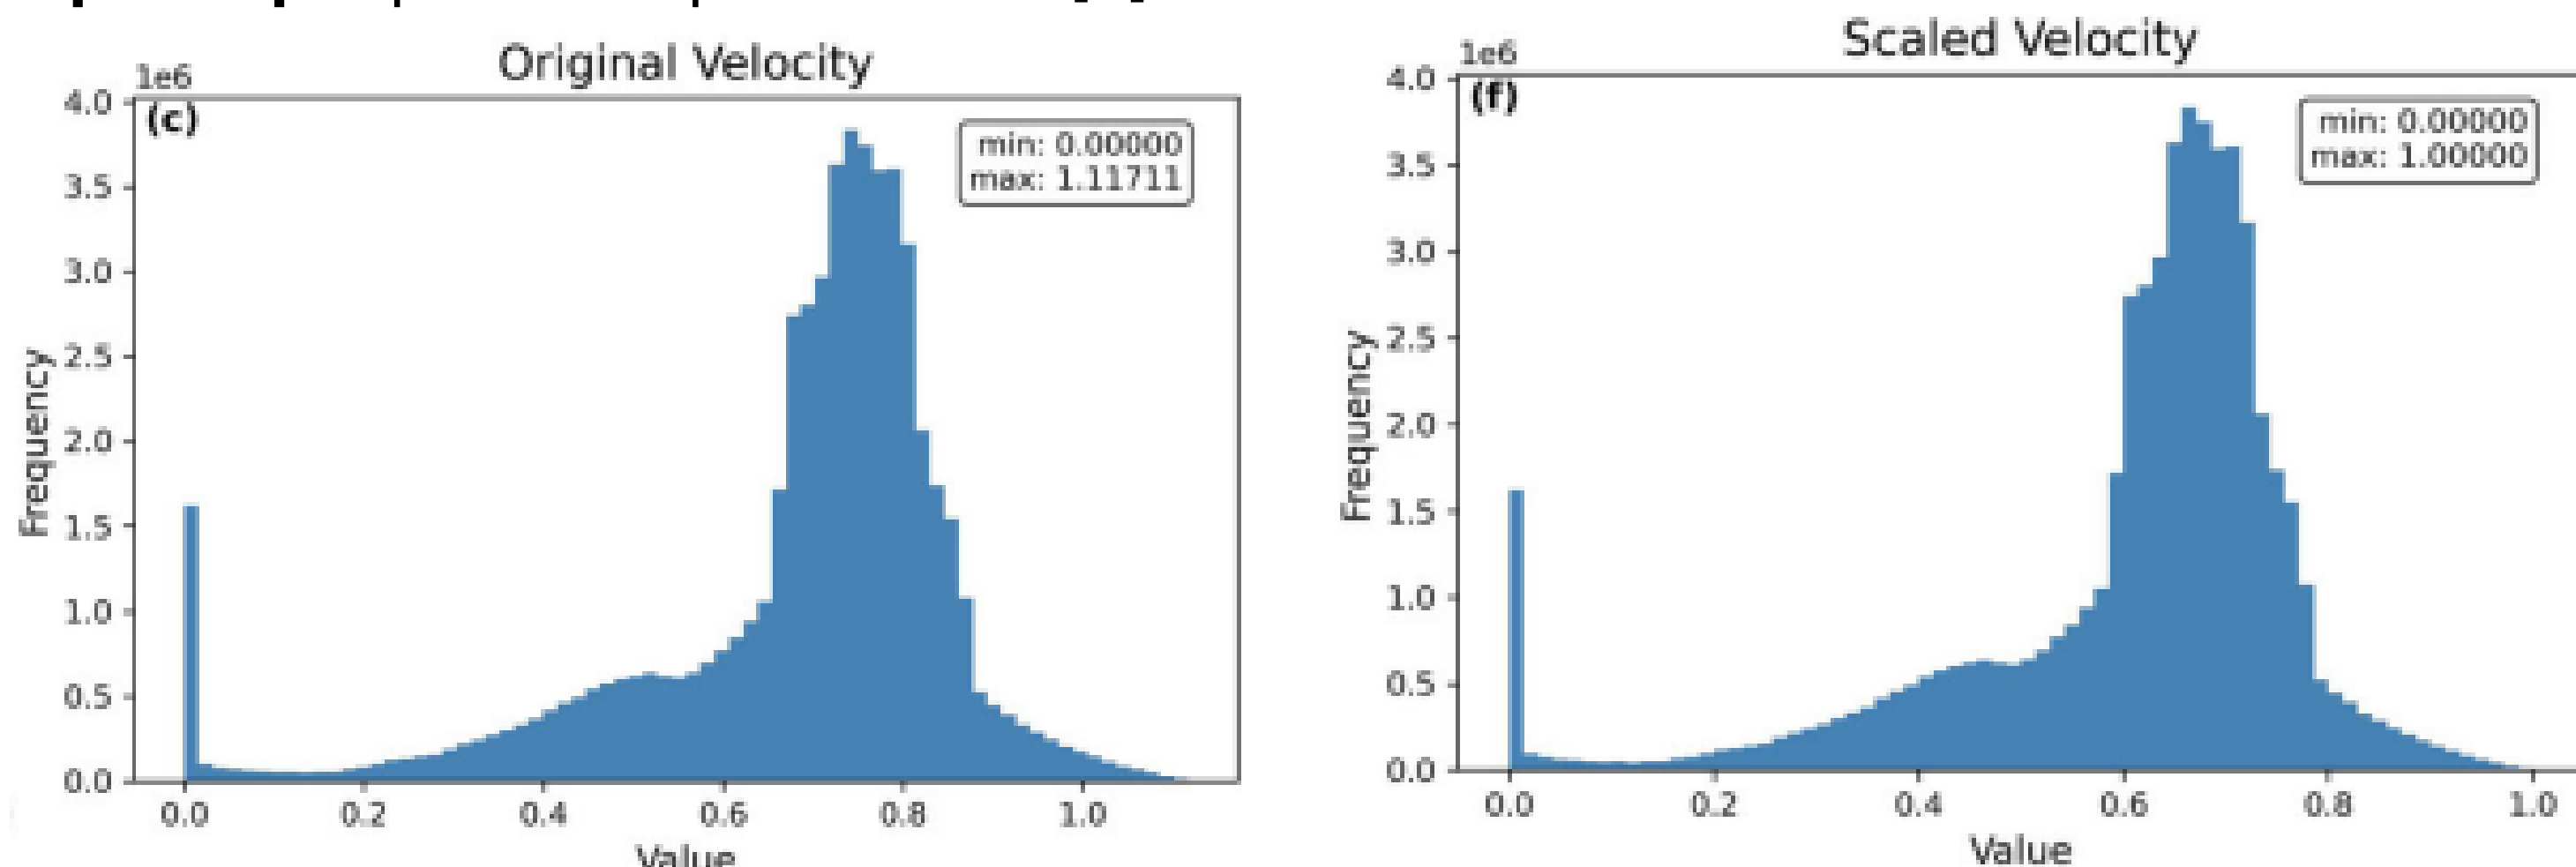 Original Velocity
1e6
(c)
4.0
3.5
3.0
2.5
2.0
1.5
1.0
0.5
0.0
Frequency
min: 0.00000
max: 1.11711
0.0 0.2 0.4 0.6 0.8 1.0
Value
Scaled Velocity
1e6
(f)
4.0
3.5
3.0
2.5
2.0
1.5
1.0
0.5
0.0
Frequency
min: 0.00000
max: 1.00000
0.0 0.2 0.4 0.6 0.8 1.0
Value